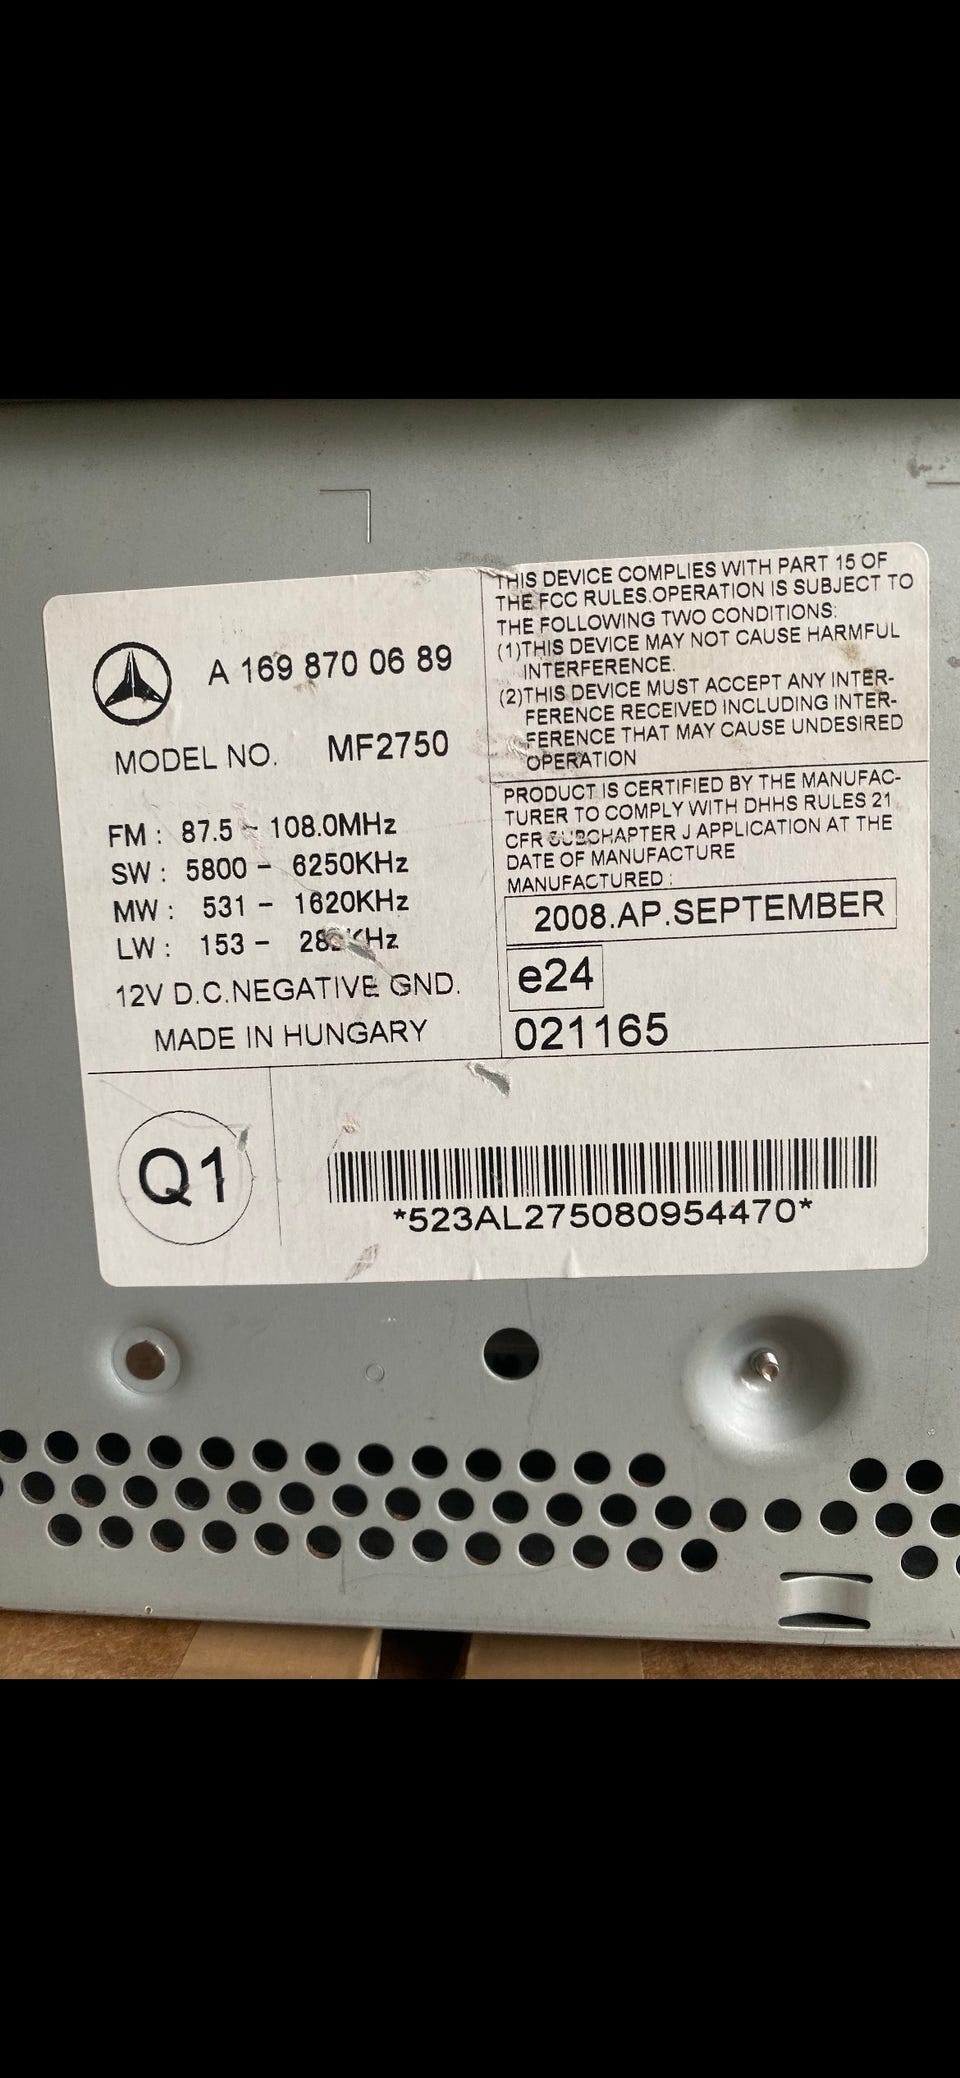 A 169 870 06 89
MODEL NO. MF2750
FM : 87.5 ~ 108.0MHz
SW : 5800 - 6250KHz
MW : 531 - 1620KHz
LW : 153 -
12V D.C.NEGATIVE GND.
MADE IN HUNGARY
THIS DEVICE COMPLIES WITH PART 15 OF
THE FCC RULES.OPERATION IS SUBJECT TO
THE FOLLOWING TWO CONDITIONS:
(1)THIS DEVICE MAY NOT CAUSE HARMFUL
INTERFERENCE.
(2)THIS DEVICE MUST ACCEPT ANY INTER-
FERENCE RECEIVED INCLUDING INTER-
FERENCE THAT MAY CAUSE UNDESIRED
OPERATION
PRODUCT IS CERTIFIED BY THE MANUFAC-
TURER TO COMPLY WITH DHHS RULES 21
CFR SUBCHAPTER J APPLICATION AT THE
DATE OF MANUFACTURE
MANUFACTURED :
2008.AP.SEPTEMBER
e24
021165
Q1
*523AL275080954470*